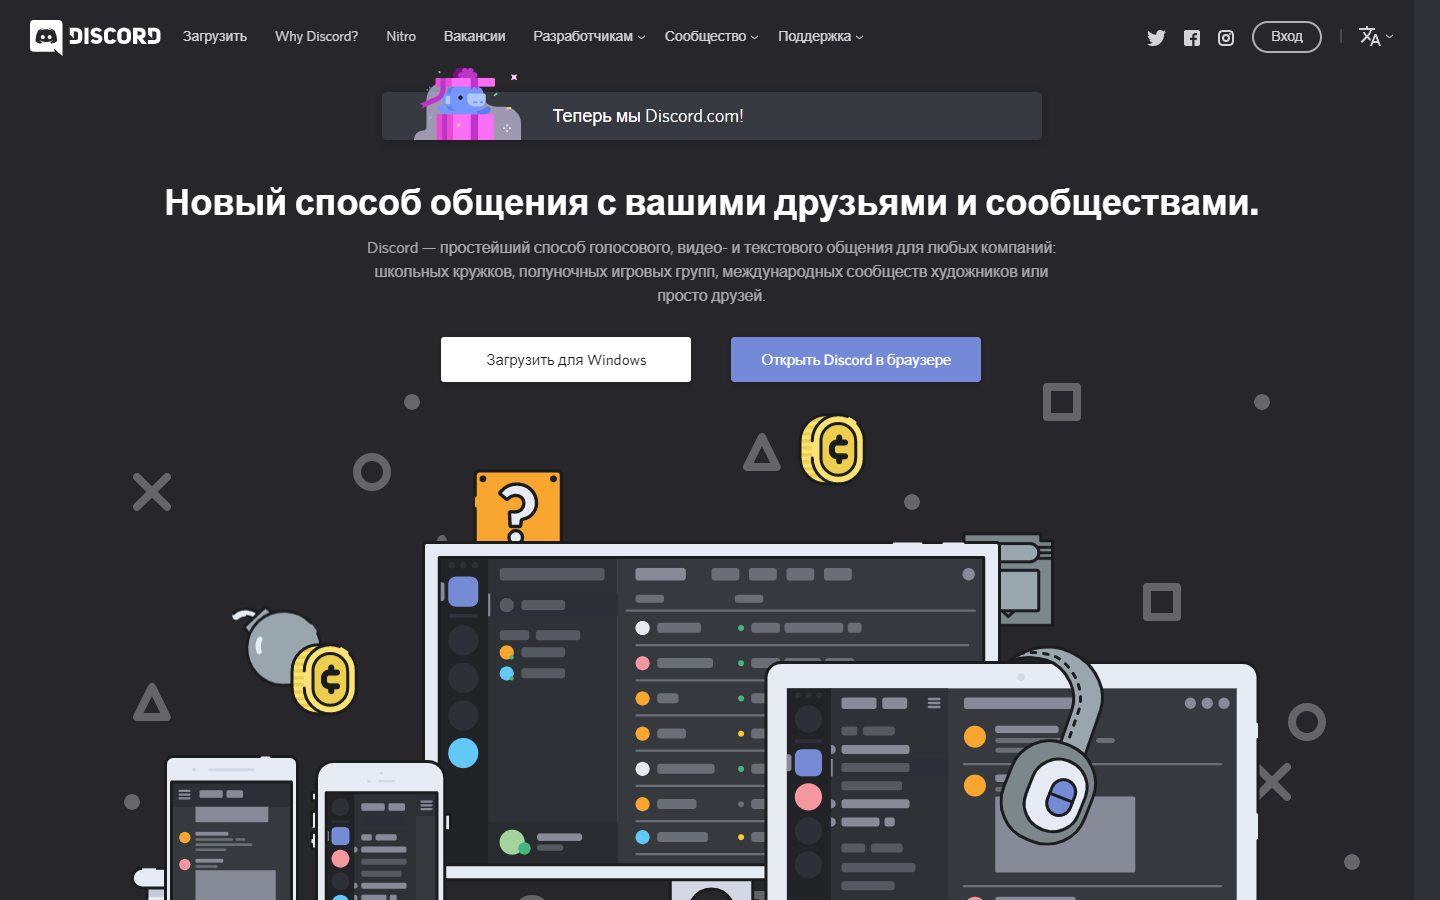 DISCORD
Загрузить Why Discord? Nitro Вакансии Разработчикам Сообщество Поддержка Вход
Теперь мы Discord.com!
Новый способ общения с вашими друзьями и сообществами.
Discord — простейший способ голосового, видео- и текстового общения для любых компаний:
школьных кружков, полуночных игровых групп, международных сообществ художников или
просто друзей.
Загрузить для Windows Открыть Discord в браузере